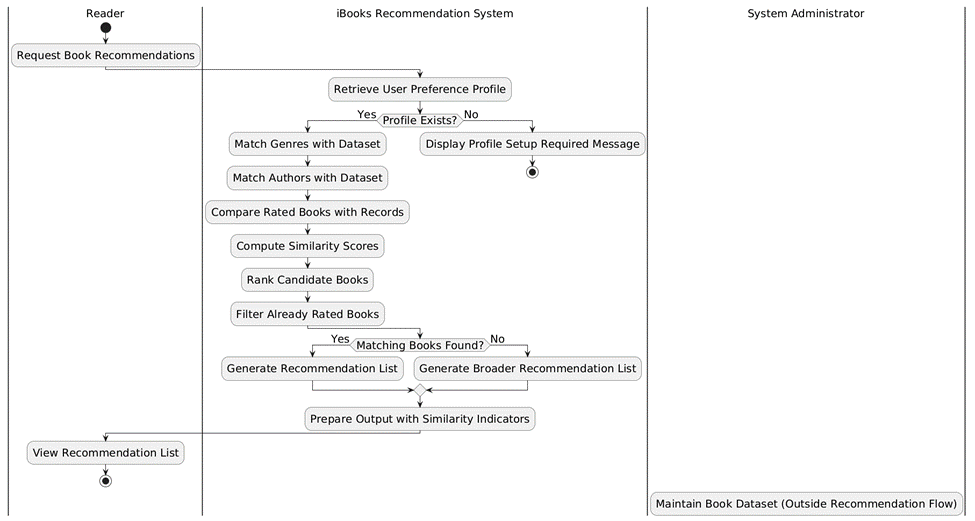 Reader
iBooks Recommendation System
System Administrator
Request Book Recommendations
Retrieve User Preference Profile
Yes
Profile Exists?
No
Match Genres with Dataset
Display Profile Setup Required Message
Match Authors with Dataset
Compare Rated Books with Records
Compute Similarity Scores
Rank Candidate Books
Filter Already Rated Books
Yes
Matching Books Found?
No
Generate Recommendation List
Generate Broader Recommendation List
Prepare Output with Similarity Indicators
View Recommendation List
Maintain Book Dataset (Outside Recommendation Flow)